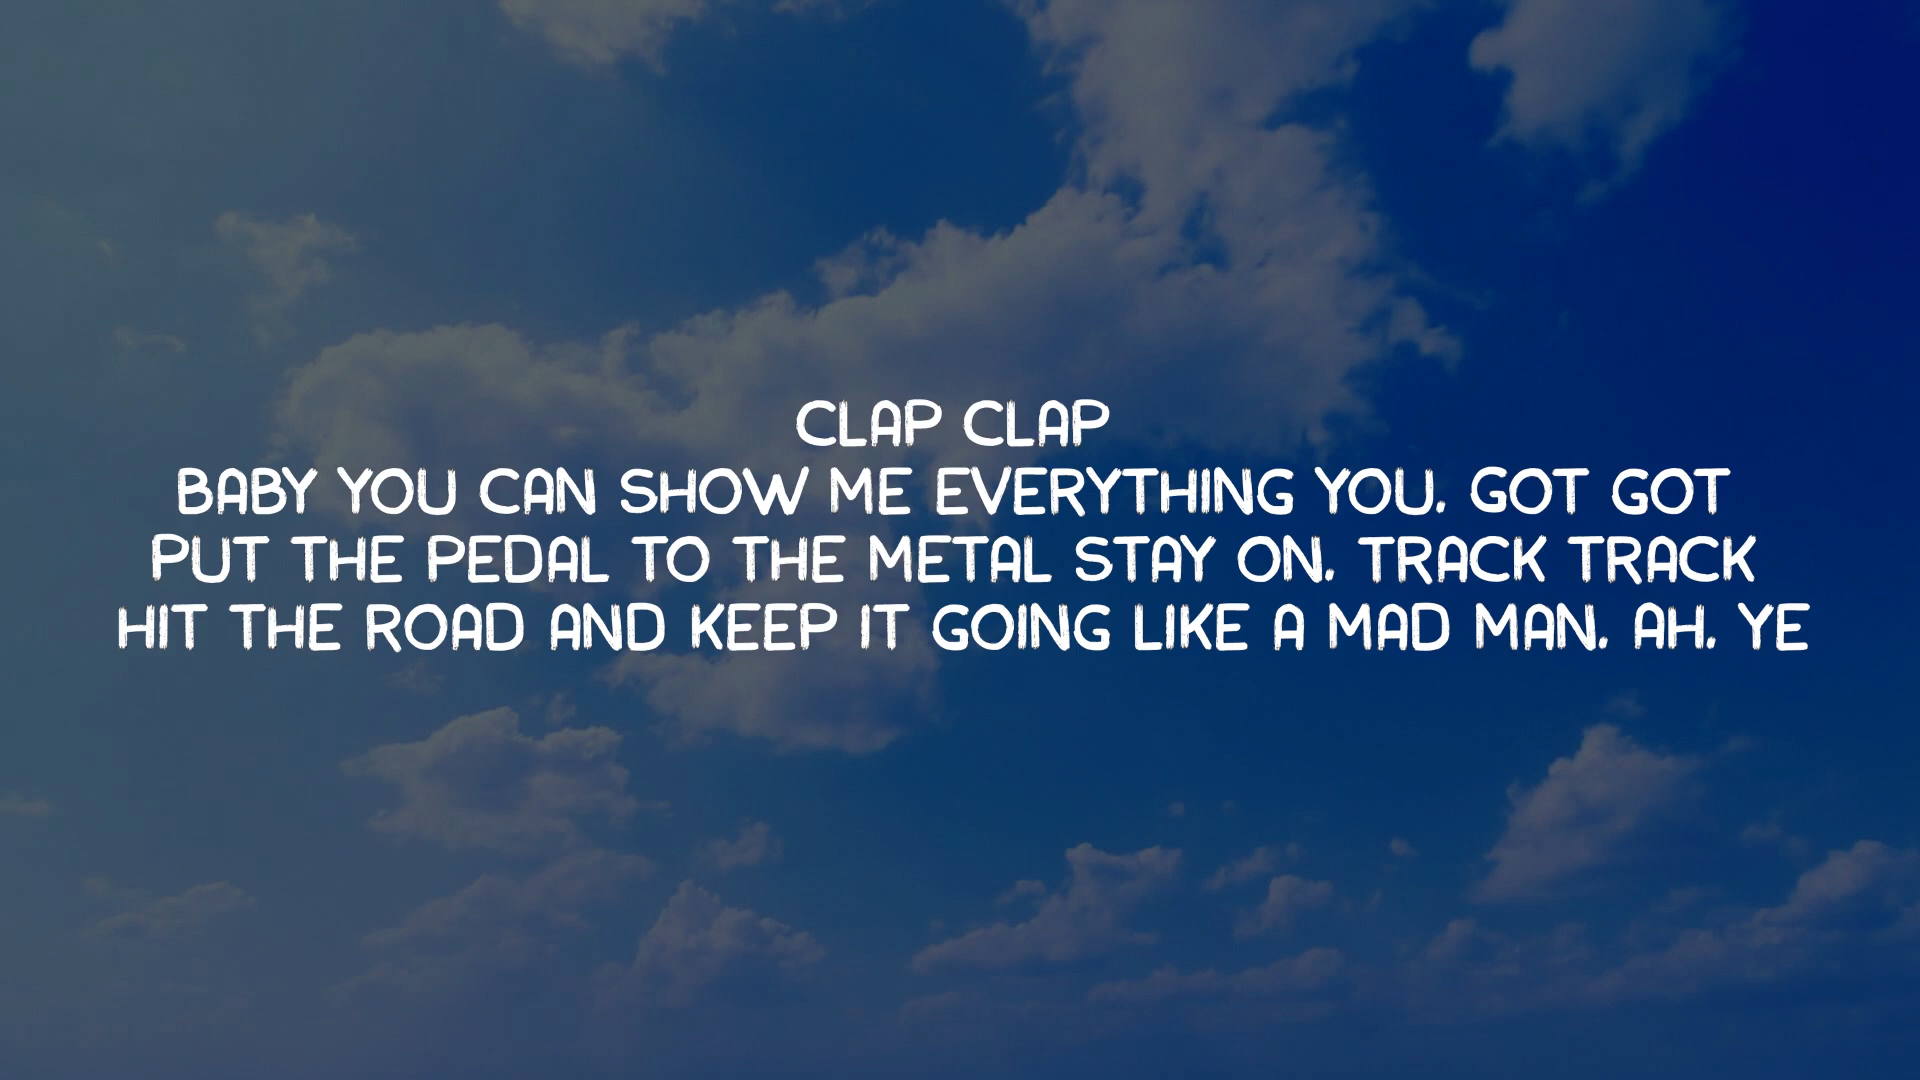 CLAP CLAP
BABY YOU CAN SHOW ME EVERYTHING YOU, GOT GOT
PUT THE PEDAL TO THE METAL STAY ON, TRACK TRACK
HIT THE ROAD AND KEEP IT GOING LIKE A MAD MAN, AH, YE